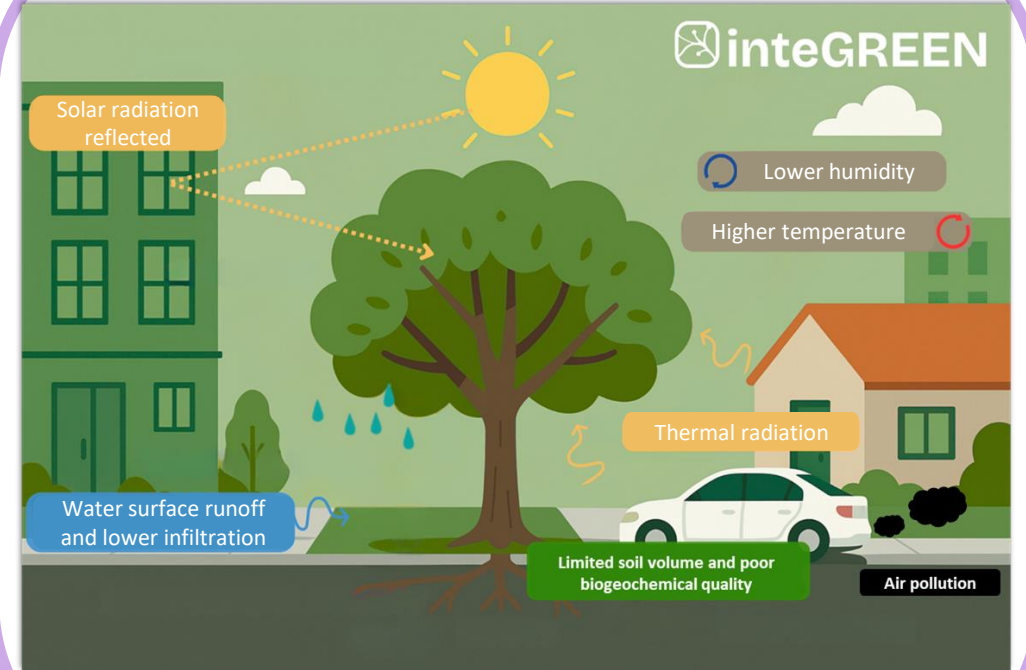 inteGREEN
Solar radiation
reflected
Lower humidity
Higher temperature
Thermal radiation
Water surface runoff
and lower infiltration
Limited soil volume and poor
biogeochemical quality
Air pollution